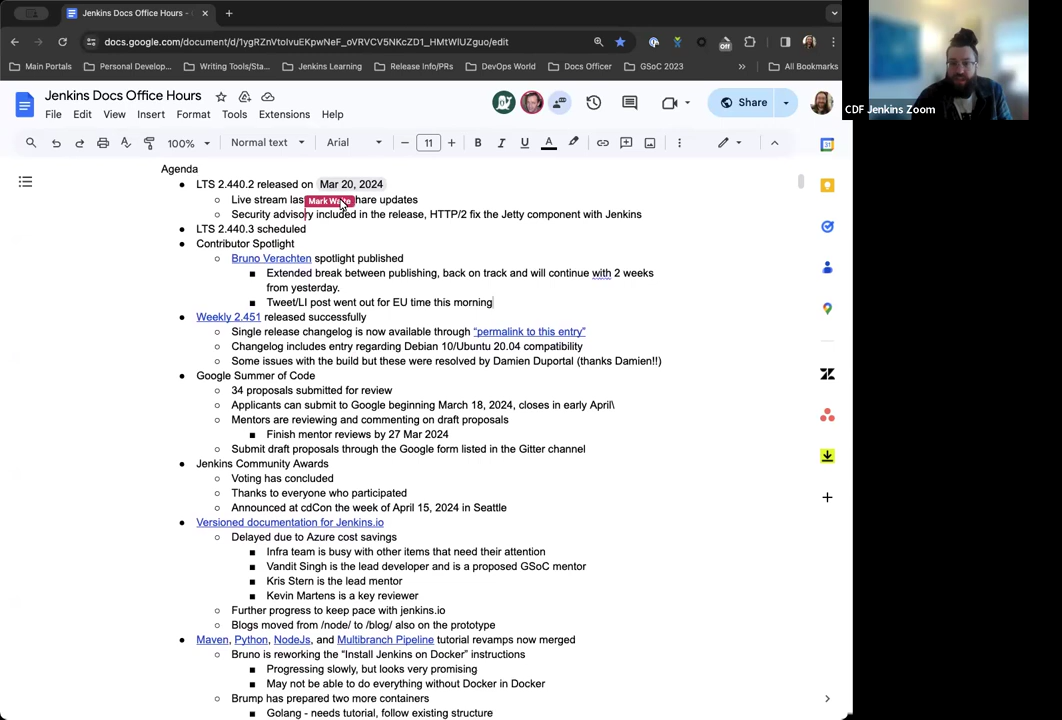 Jenkins Docs Office Hours -
docs.google.com/document/d/1ygRZnVtoIvuEKpwNeF_oVRVCV5NKcZD1_HMtWlUZguo/edit
Off
Main Portals
Personal Develop...
Writing Tools/Sta...
Jenkins Learning
Release Info/PRs
DevOps World
Docs Officer
GSoC 2023
All Bookmarks
Jenkins Docs Office Hours
File Edit View Insert Format Tools Extensions Help
Share
CDF Jenkins Zoom
100% Normal text Arial 11
Agenda
LTS 2.440.2 released on Mar 20, 2024
Live stream las hare updates
Mark Waite
Security advisory included in the release, HTTP/2 fix the Jetty component with Jenkins
LTS 2.440.3 scheduled
Contributor Spotlight
Bruno Verachten spotlight published
Extended break between publishing, back on track and will continue with 2 weeks
from yesterday.
Tweet/LI post went out for EU time this morning
Weekly 2.451 released successfully
Single release changelog is now available through “permalink to this entry”
Changelog includes entry regarding Debian 10/Ubuntu 20.04 compatibility
Some issues with the build but these were resolved by Damien Duportal (thanks Damien!!)
Google Summer of Code
34 proposals submitted for review
Applicants can submit to Google beginning March 18, 2024, closes in early April\
Mentors are reviewing and commenting on draft proposals
Finish mentor reviews by 27 Mar 2024
Submit draft proposals through the Google form listed in the Gitter channel
Jenkins Community Awards
Voting has concluded
Thanks to everyone who participated
Announced at cdCon the week of April 15, 2024 in Seattle
Versioned documentation for Jenkins.io
Delayed due to Azure cost savings
Infra team is busy with other items that need their attention
Vandit Singh is the lead developer and is a proposed GSoC mentor
Kris Stern is the lead mentor
Kevin Martens is a key reviewer
Further progress to keep pace with jenkins.io
Blogs moved from /node/ to /blog/ also on the prototype
Maven, Python, NodeJs, and Multibranch Pipeline tutorial revamps now merged
Bruno is reworking the “Install Jenkins on Docker” instructions
Progressing slowly, but looks very promising
May not be able to do everything without Docker in Docker
Brump has prepared two more containers
Golang - needs tutorial, follow existing structure